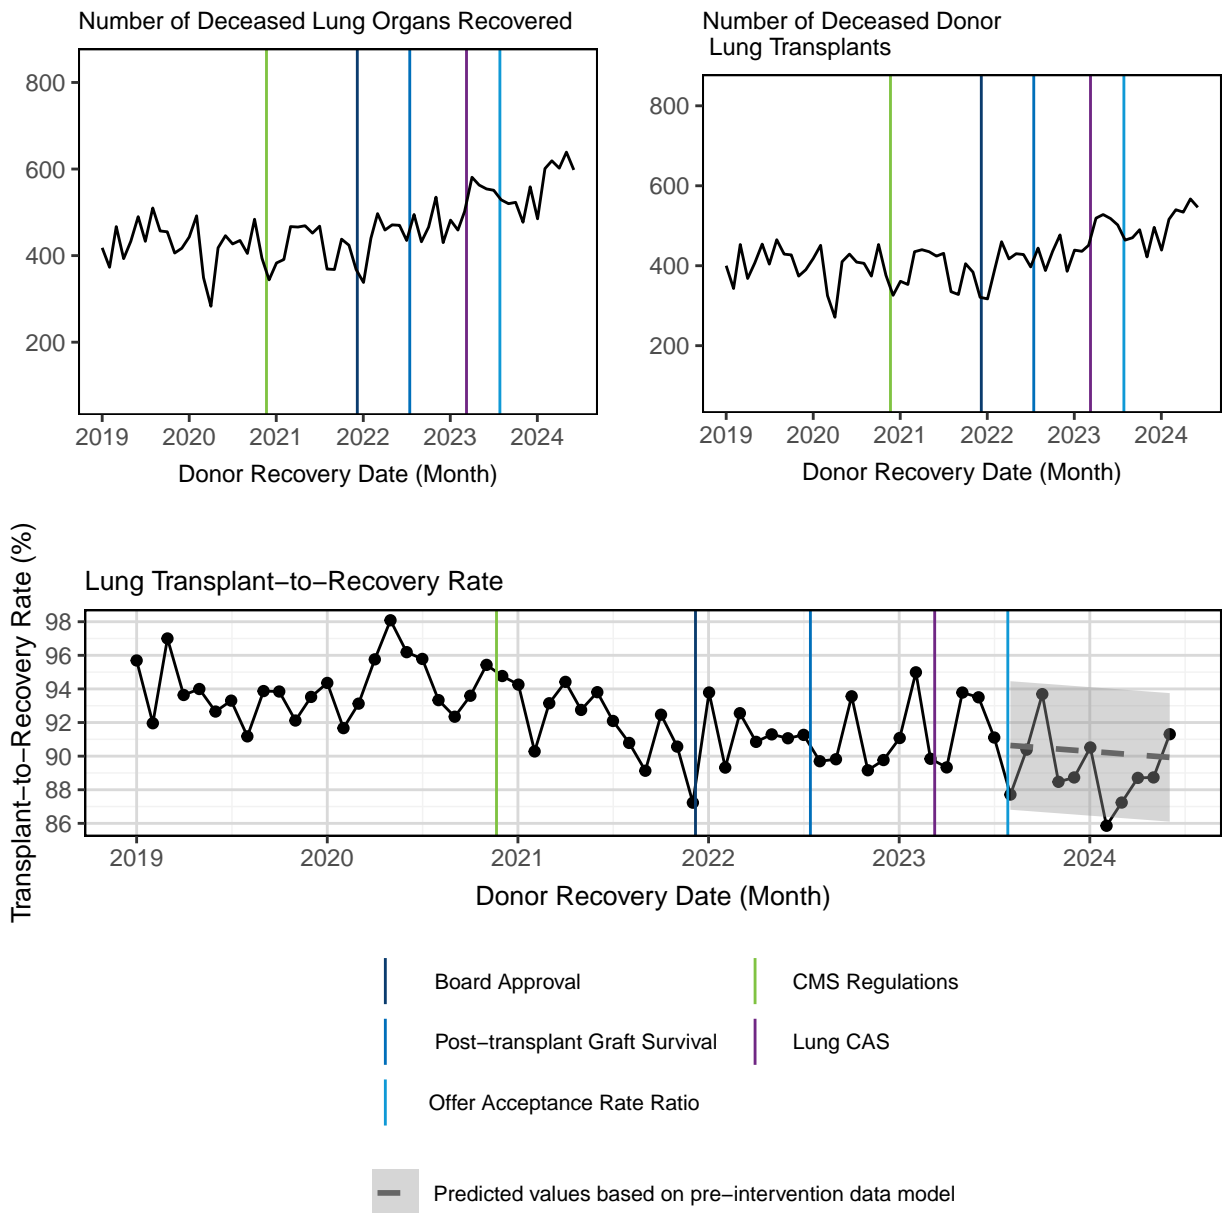 Number of Deceased Lung Organs Recovered
800
600
400
200
2019 2020 2021 2022 2023 2024
Donor Recovery Date (Month)
Number of Deceased Donor
Lung Transplants
800
600
400
200
2019 2020 2021 2022 2023 2024
Donor Recovery Date (Month)
Lung Transplant−to−Recovery Rate
Transplant−to−Recovery Rate (%)
98
96
94
92
90
88
86
2019 2020 2021 2022 2023 2024
Donor Recovery Date (Month)
Board Approval
CMS Regulations
Post−transplant Graft Survival
Lung CAS
Offer Acceptance Rate Ratio
Predicted values based on pre−intervention data model